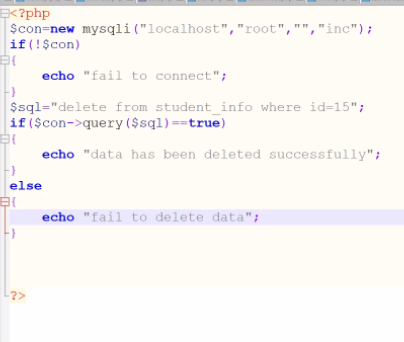 <?php
$con=new mysqli("localhost","root","","inc");
if(!$con)
{
echo "fail to connect";
}
$sql="delete from student_info where id=15";
if($con->query($sql)==true)
{
echo "data has been deleted successfully";
}
else
{
echo "fail to delete data";
}
?>